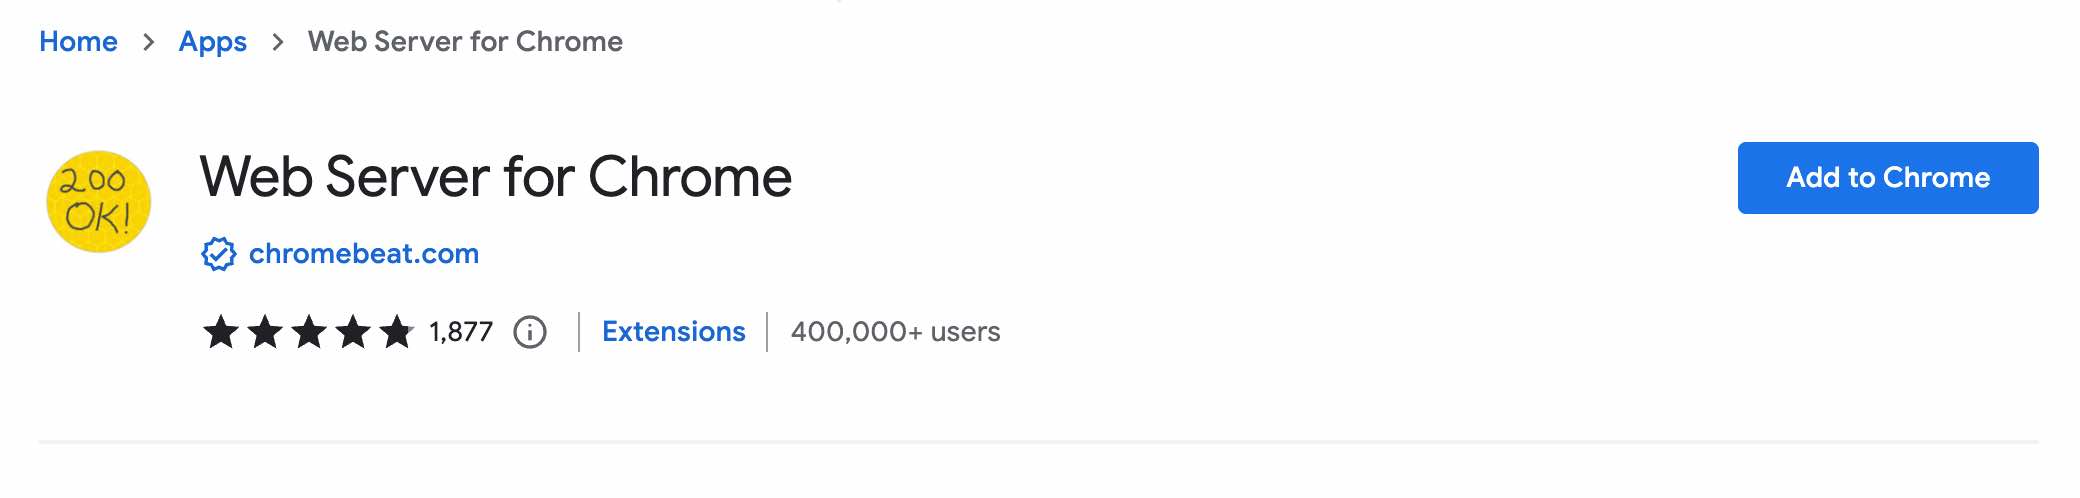 Home > Apps > Web Server for Chrome
200
OK!
Web Server for Chrome
Add to Chrome
chromebeat.com
1,877
Extensions
400,000+ users